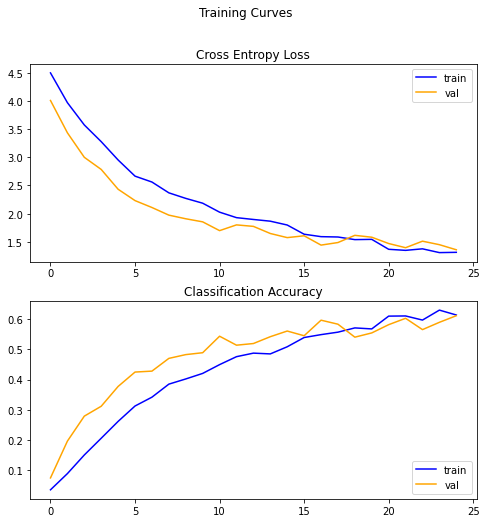 Training Curves
Cross Entropy Loss
4.5
4.0
3.5
3.0
2.5
2.0
1.5
train
val
0 5 10 15 20 25
Classification Accuracy
0.6
0.5
0.4
0.3
0.2
0.1
train
val
0 5 10 15 20 25